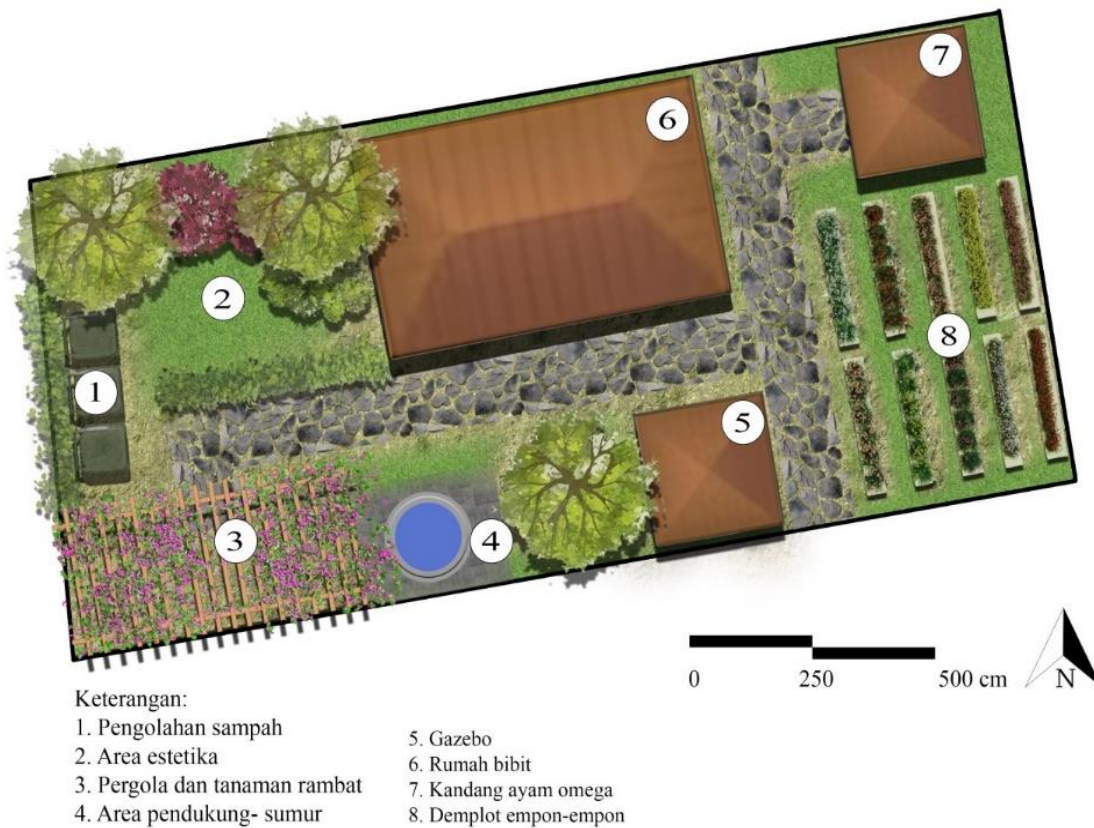 7
6
2
8
1
5
3
4
0 250 500 cm
N
Keterangan:
1. Pengolahan sampah
2. Area estetika
3. Pergola dan tanaman rambat
4. Area pendukung- sumur
5. Gazebo
6. Rumah bibit
7. Kandang ayam omega
8. Demplot empon-empon